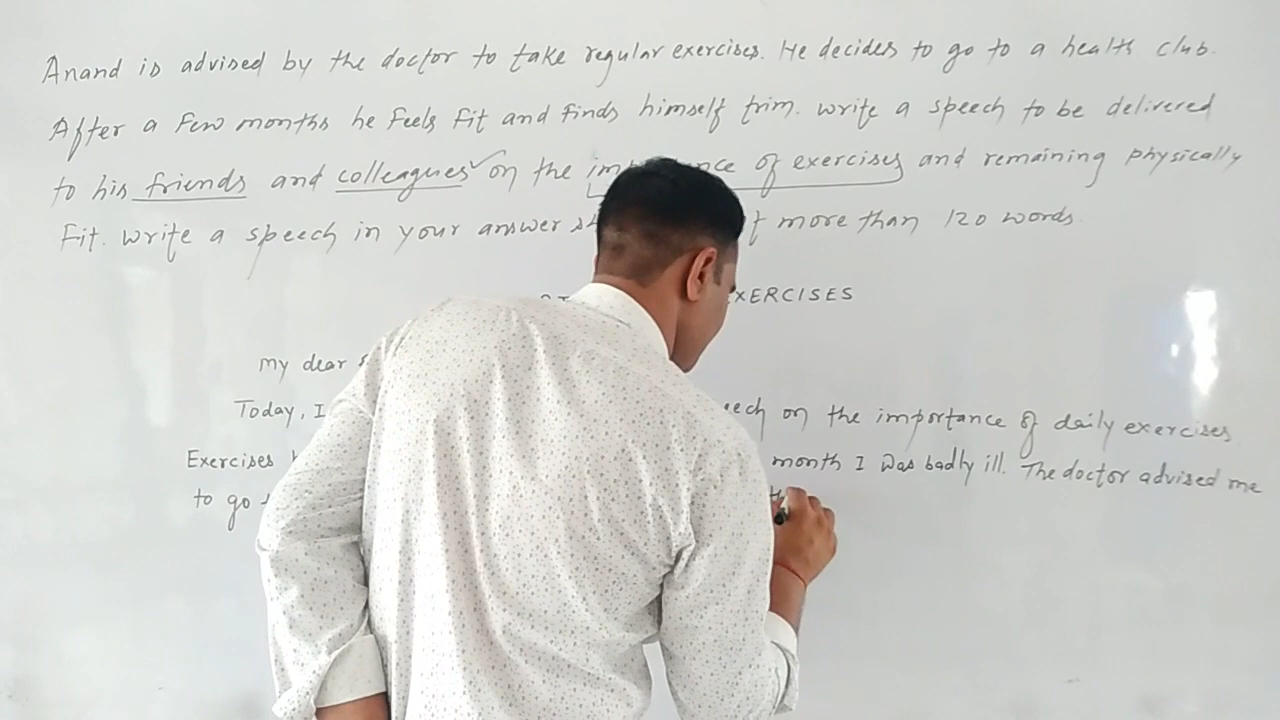 Anand is advised by the doctor to take regular exercises. He decides to go to a health club.
After a few months he feels fit and finds himself trim. write a speech to be delivered
to his friends and colleagues on the of exercises and remaining physically
Fit. write a speech in your answer more than 120 words.
EXERCISES
my dear
Today, I on the importance of daily exercises
Exercises month I was badly ill. The doctor advised me
to go